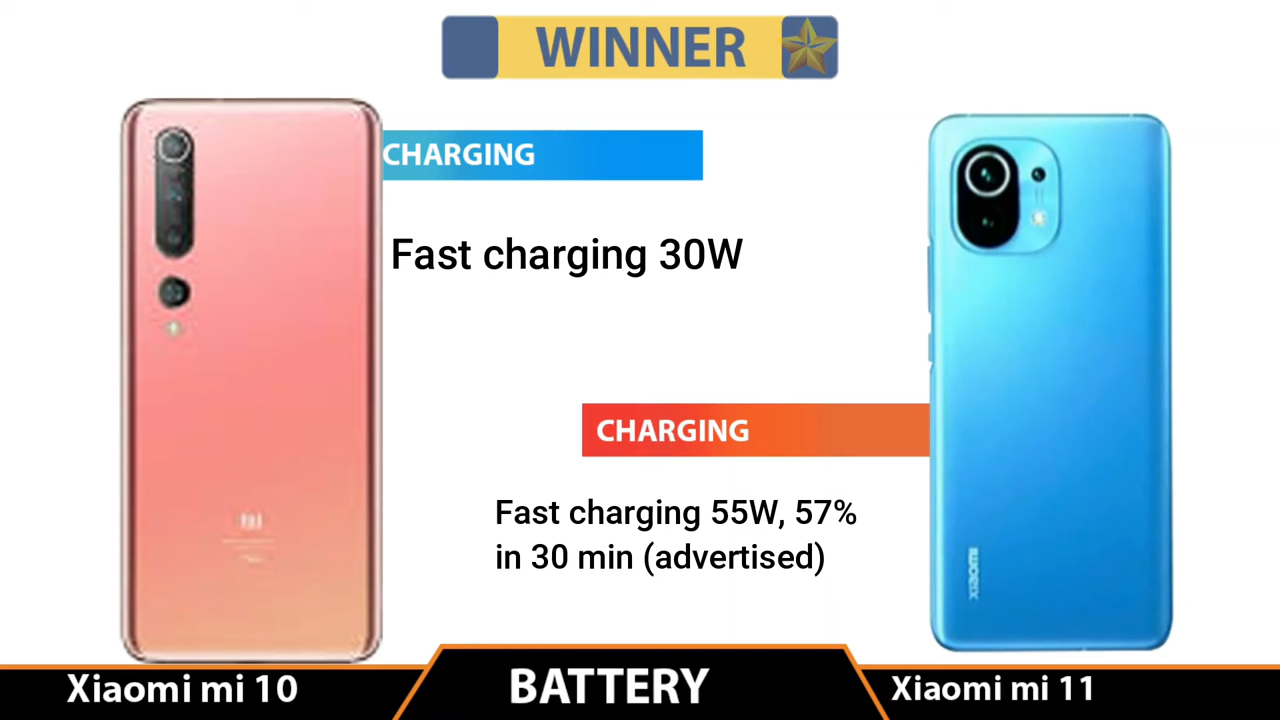 WINNER
CHARGING
Fast charging 30W
CHARGING
Fast charging 55W, 57%
in 30 min (advertised)
XIAOMI
Xiaomi mi 10
BATTERY
Xiaomi mi 11